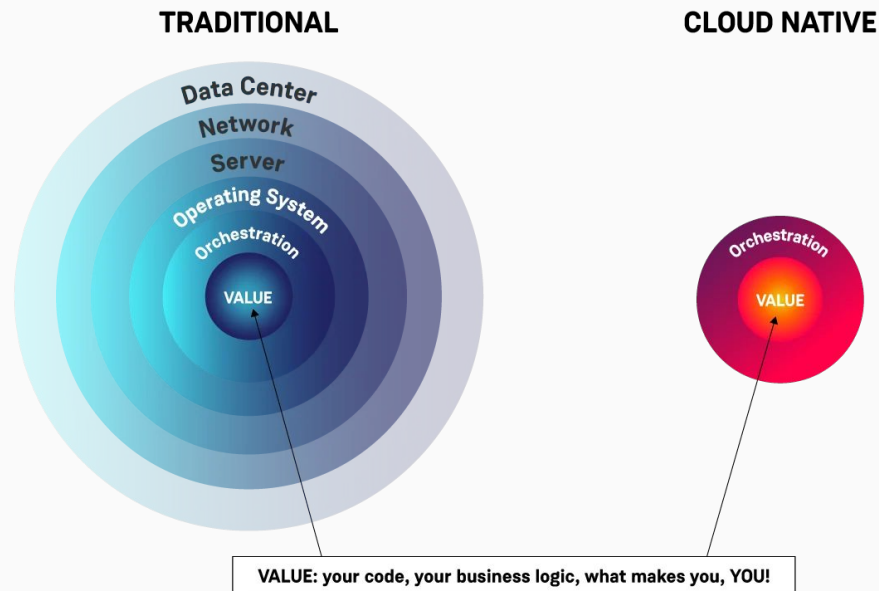 TRADITIONAL
CLOUD NATIVE
Data Center
Network
Server
Operating System
Orchestration
VALUE
Orchestration
VALUE
VALUE: your code, your business logic, what makes you, YOU!